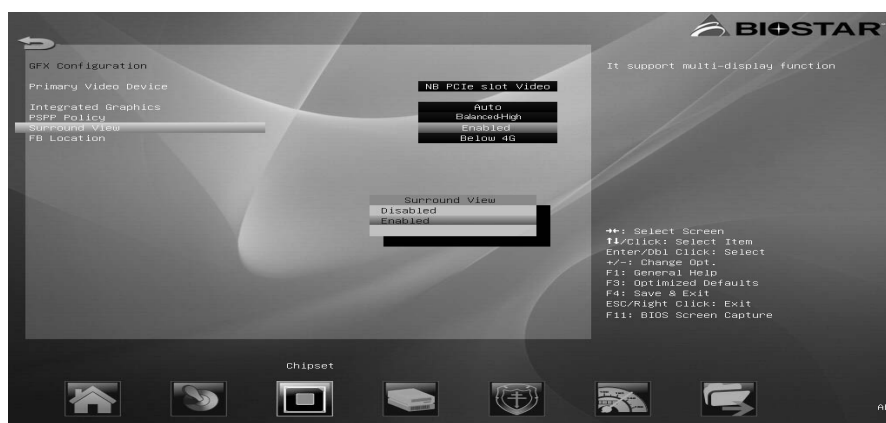 BIOSTAR
GFX Configuration
It support multi-display function
Primary Video Device NB PCIe slot Video
Integrated Graphics Auto
PSPP Policy Balanced-High
Surround View Enabled
FB Location Below 4G
Surround View
Disabled
Enabled
→←: Select Screen
↑↓/Click: Select Item
Enter/Dbl Click: Select
+/-: Change Opt.
F1: General Help
F3: Optimized Defaults
F4: Save & Exit
ESC/Right Click: Exit
F11: BIOS Screen Capture
Chipset